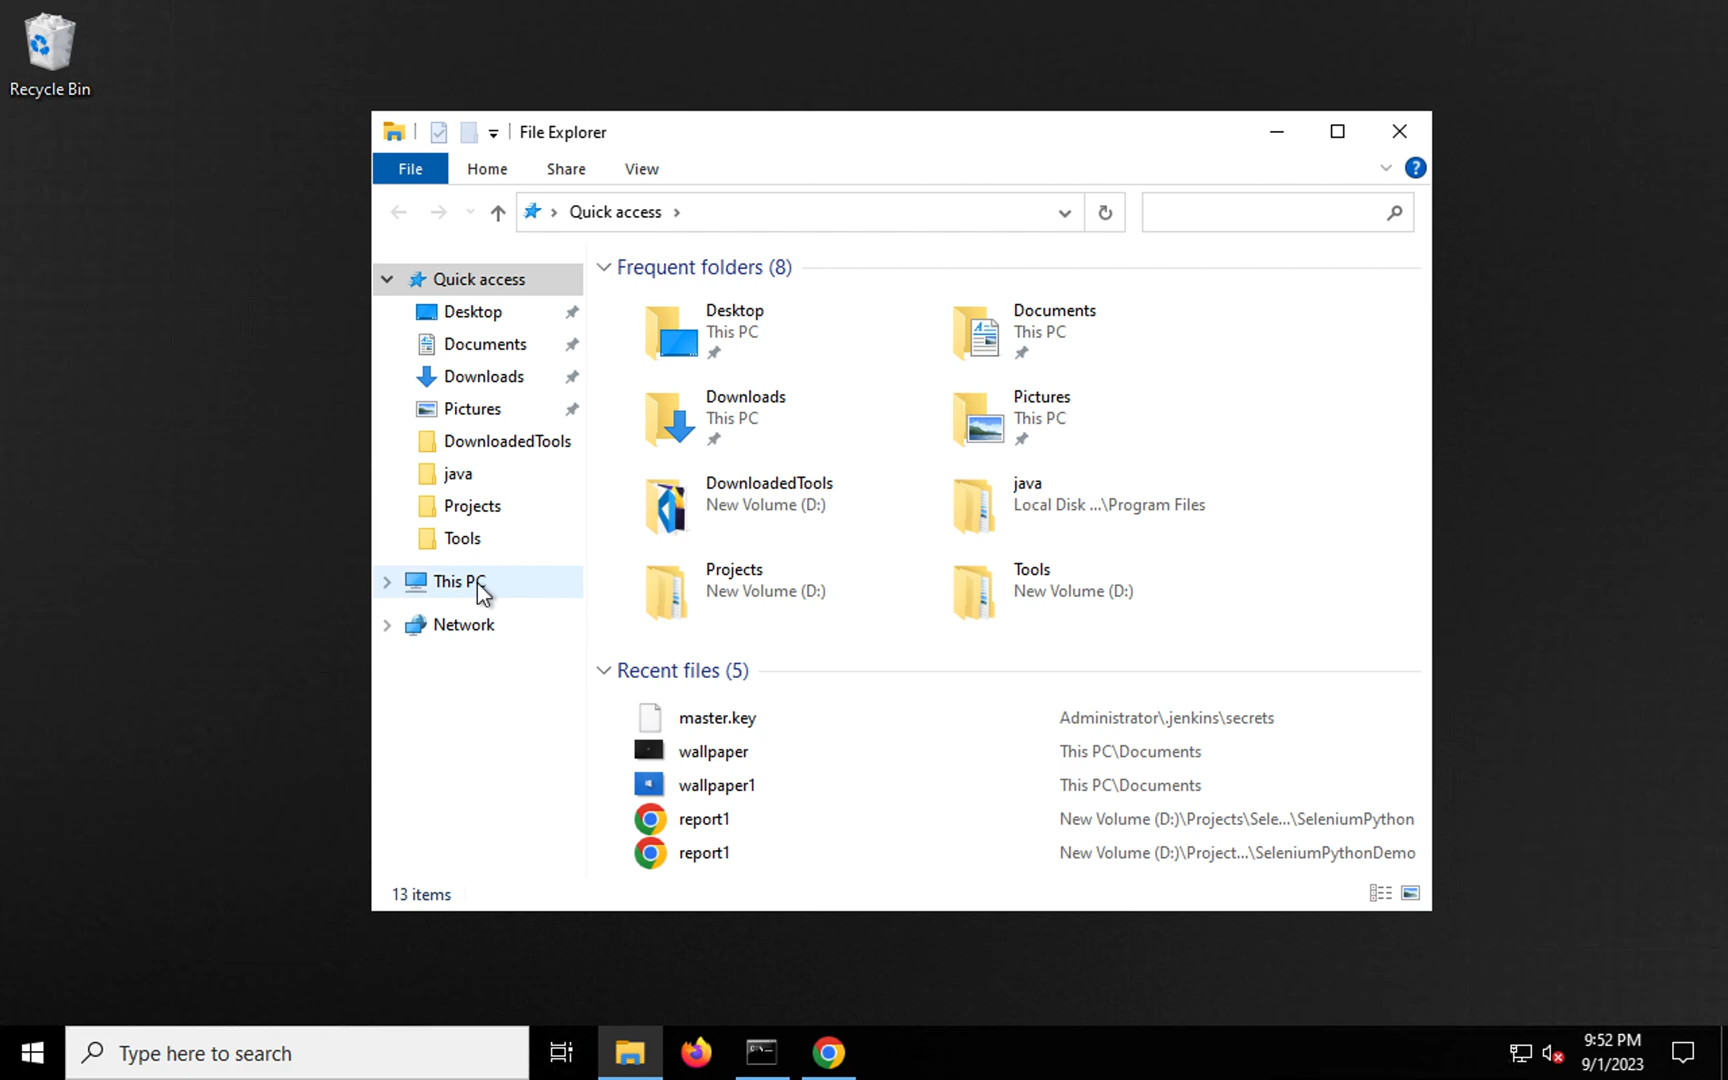 Recycle Bin
File Explorer
File Home Share View
Quick access
Quick access
Desktop
Documents
Downloads
Pictures
DownloadedTools
java
Projects
Tools
This PC
Network
Frequent folders (8)
Desktop
This PC
Documents
This PC
Downloads
This PC
Pictures
This PC
DownloadedTools
New Volume (D:)
java
Local Disk ...\Program Files
Projects
New Volume (D:)
Tools
New Volume (D:)
Recent files (5)
master.key Administrator\.jenkins\secrets
wallpaper This PC\Documents
wallpaper1 This PC\Documents
report1 New Volume (D:)\Projects\Sele...\SeleniumPython
report1 New Volume (D:)\Project...\SeleniumPythonDemo
13 items
Type here to search
9:52 PM
9/1/2023